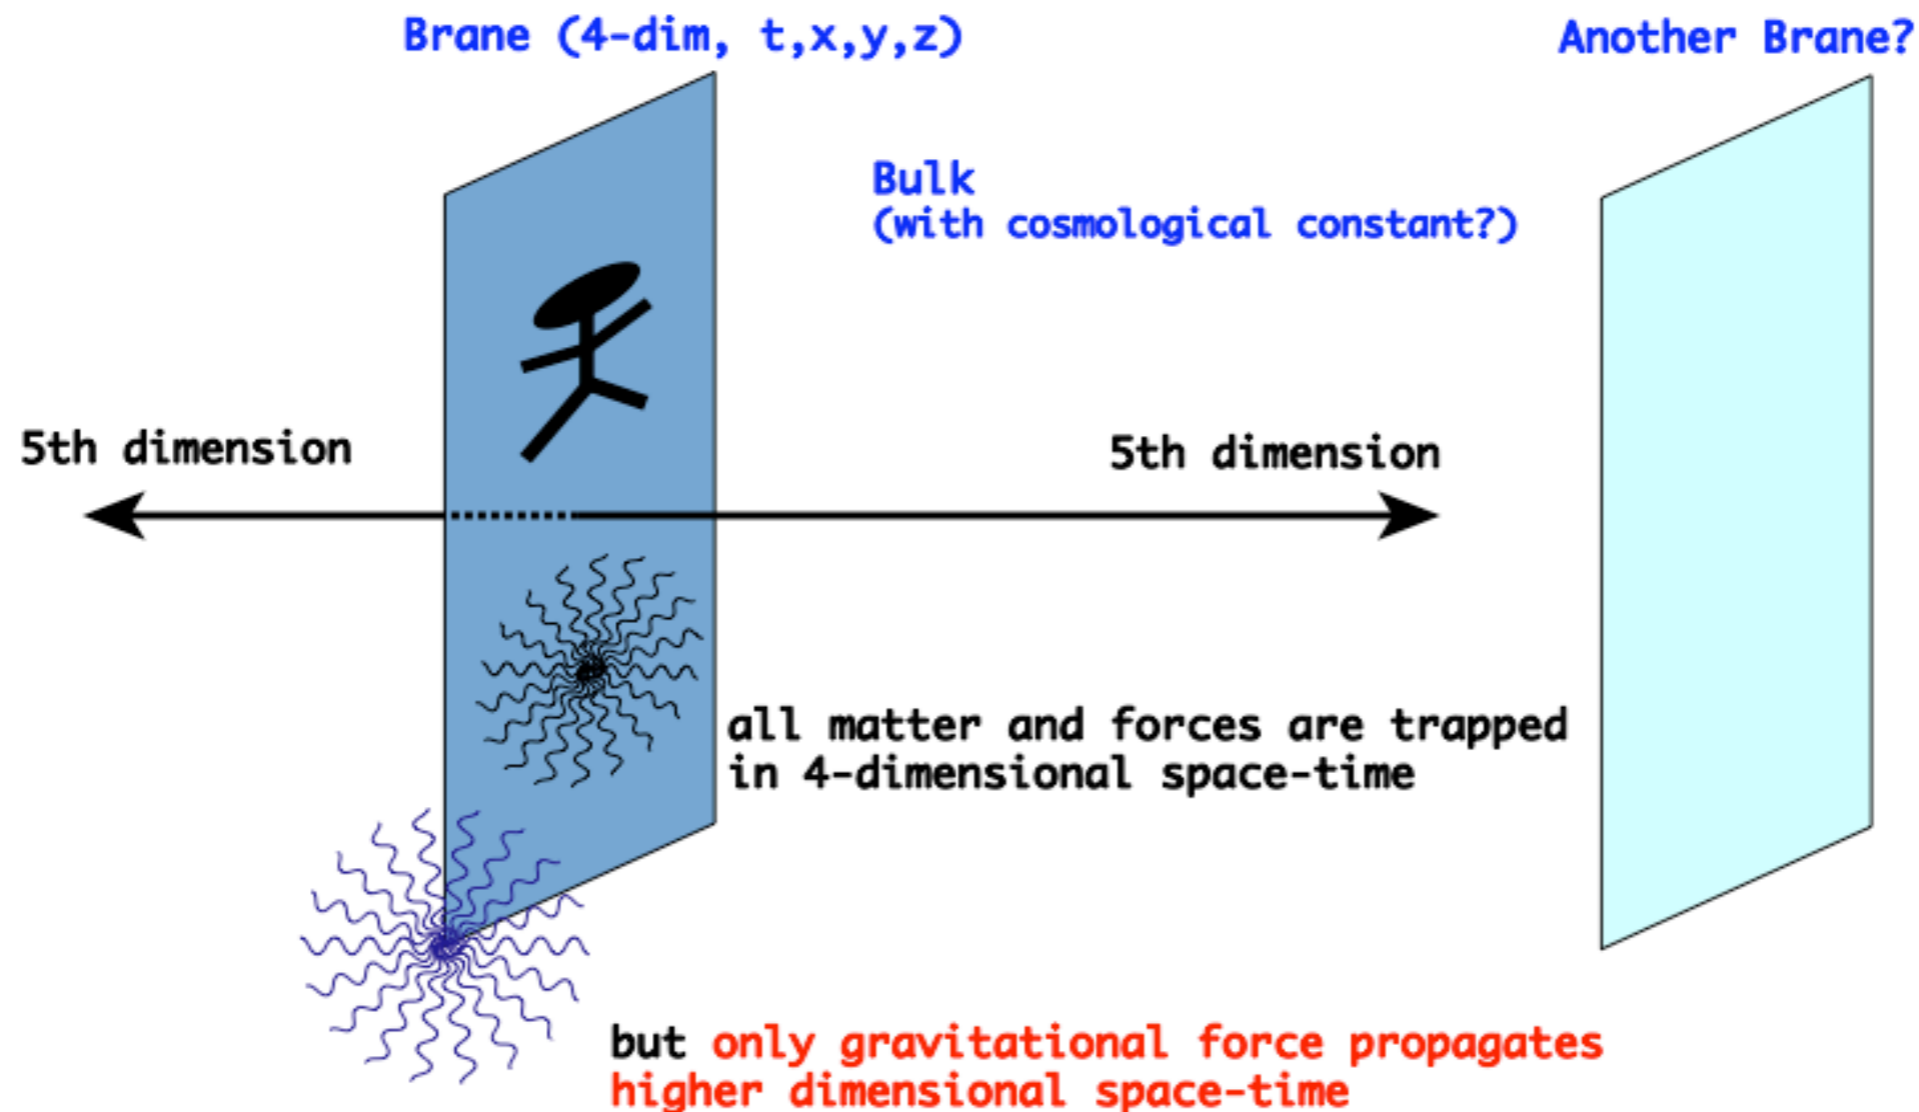 Brane (4-dim, t,x,y,z)
Another Brane?
Bulk
(with cosmological constant?)
5th dimension
5th dimension
all matter and forces are trapped
in 4-dimensional space-time
but only gravitational force propagates
higher dimensional space-time